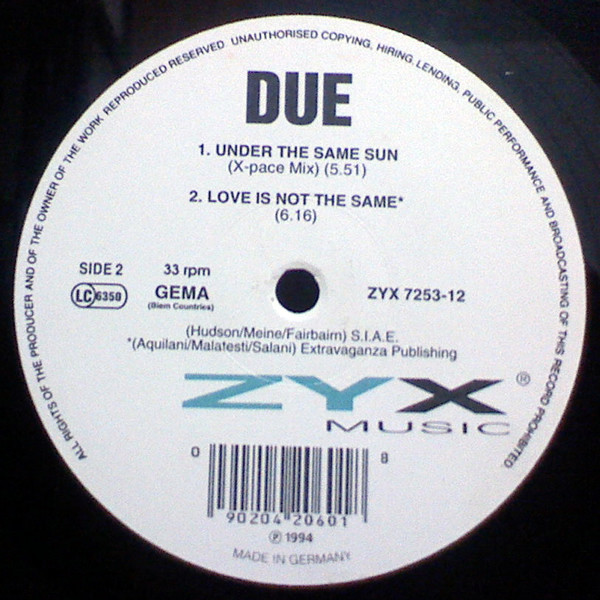 ALL RIGHTS OF THE PRODUCER AND OF THE OWNER OF THE WORK REPRODUCED RESERVED. UNAUTHORISED COPYING, HIRING, LENDING, PUBLIC PERFORMANCE AND BROADCASTING OF THIS RECORD PROHIBITED.
DUE
1. UNDER THE SAME SUN
(X-pace Mix) (5.51)
2. LOVE IS NOT THE SAME*
(6.16)
SIDE 2 33 rpm
LC 6350 GEMA ZYX 7253-12
(Biem Countries)
(Hudson/Meine/Fairbairn) S.I.A.E.
*(Aquilani/Malatesti/Salani) Extravaganza Publishing
ZYX ®
MUSIC
0 90204 20601 8
℗ 1994
MADE IN GERMANY